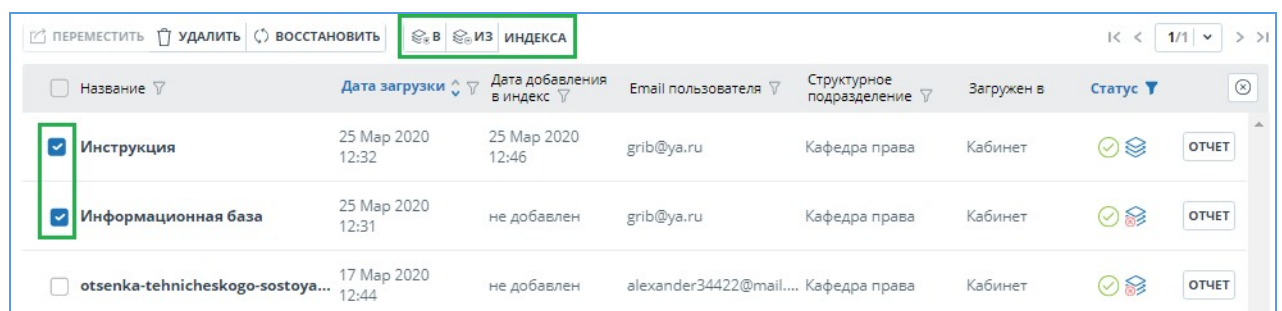 ПЕРЕМЕСТИТЬ УДАЛИТЬ ВОССТАНОВИТЬ В ИЗ ИНДЕКСА 1/1
Название Дата загрузки Дата добавления в индекс Email пользователя Структурное подразделение Загружен в Статус
Инструкция 25 Мар 2020 12:32 25 Мар 2020 12:46 grib@ya.ru Кафедра права Кабинет ОТЧЕТ
Информационная база 25 Мар 2020 12:31 не добавлен grib@ya.ru Кафедра права Кабинет ОТЧЕТ
otsenka-tehnicheskogo-sostoya... 17 Мар 2020 12:44 не добавлен alexander34422@mail.... Кафедра права Кабинет ОТЧЕТ